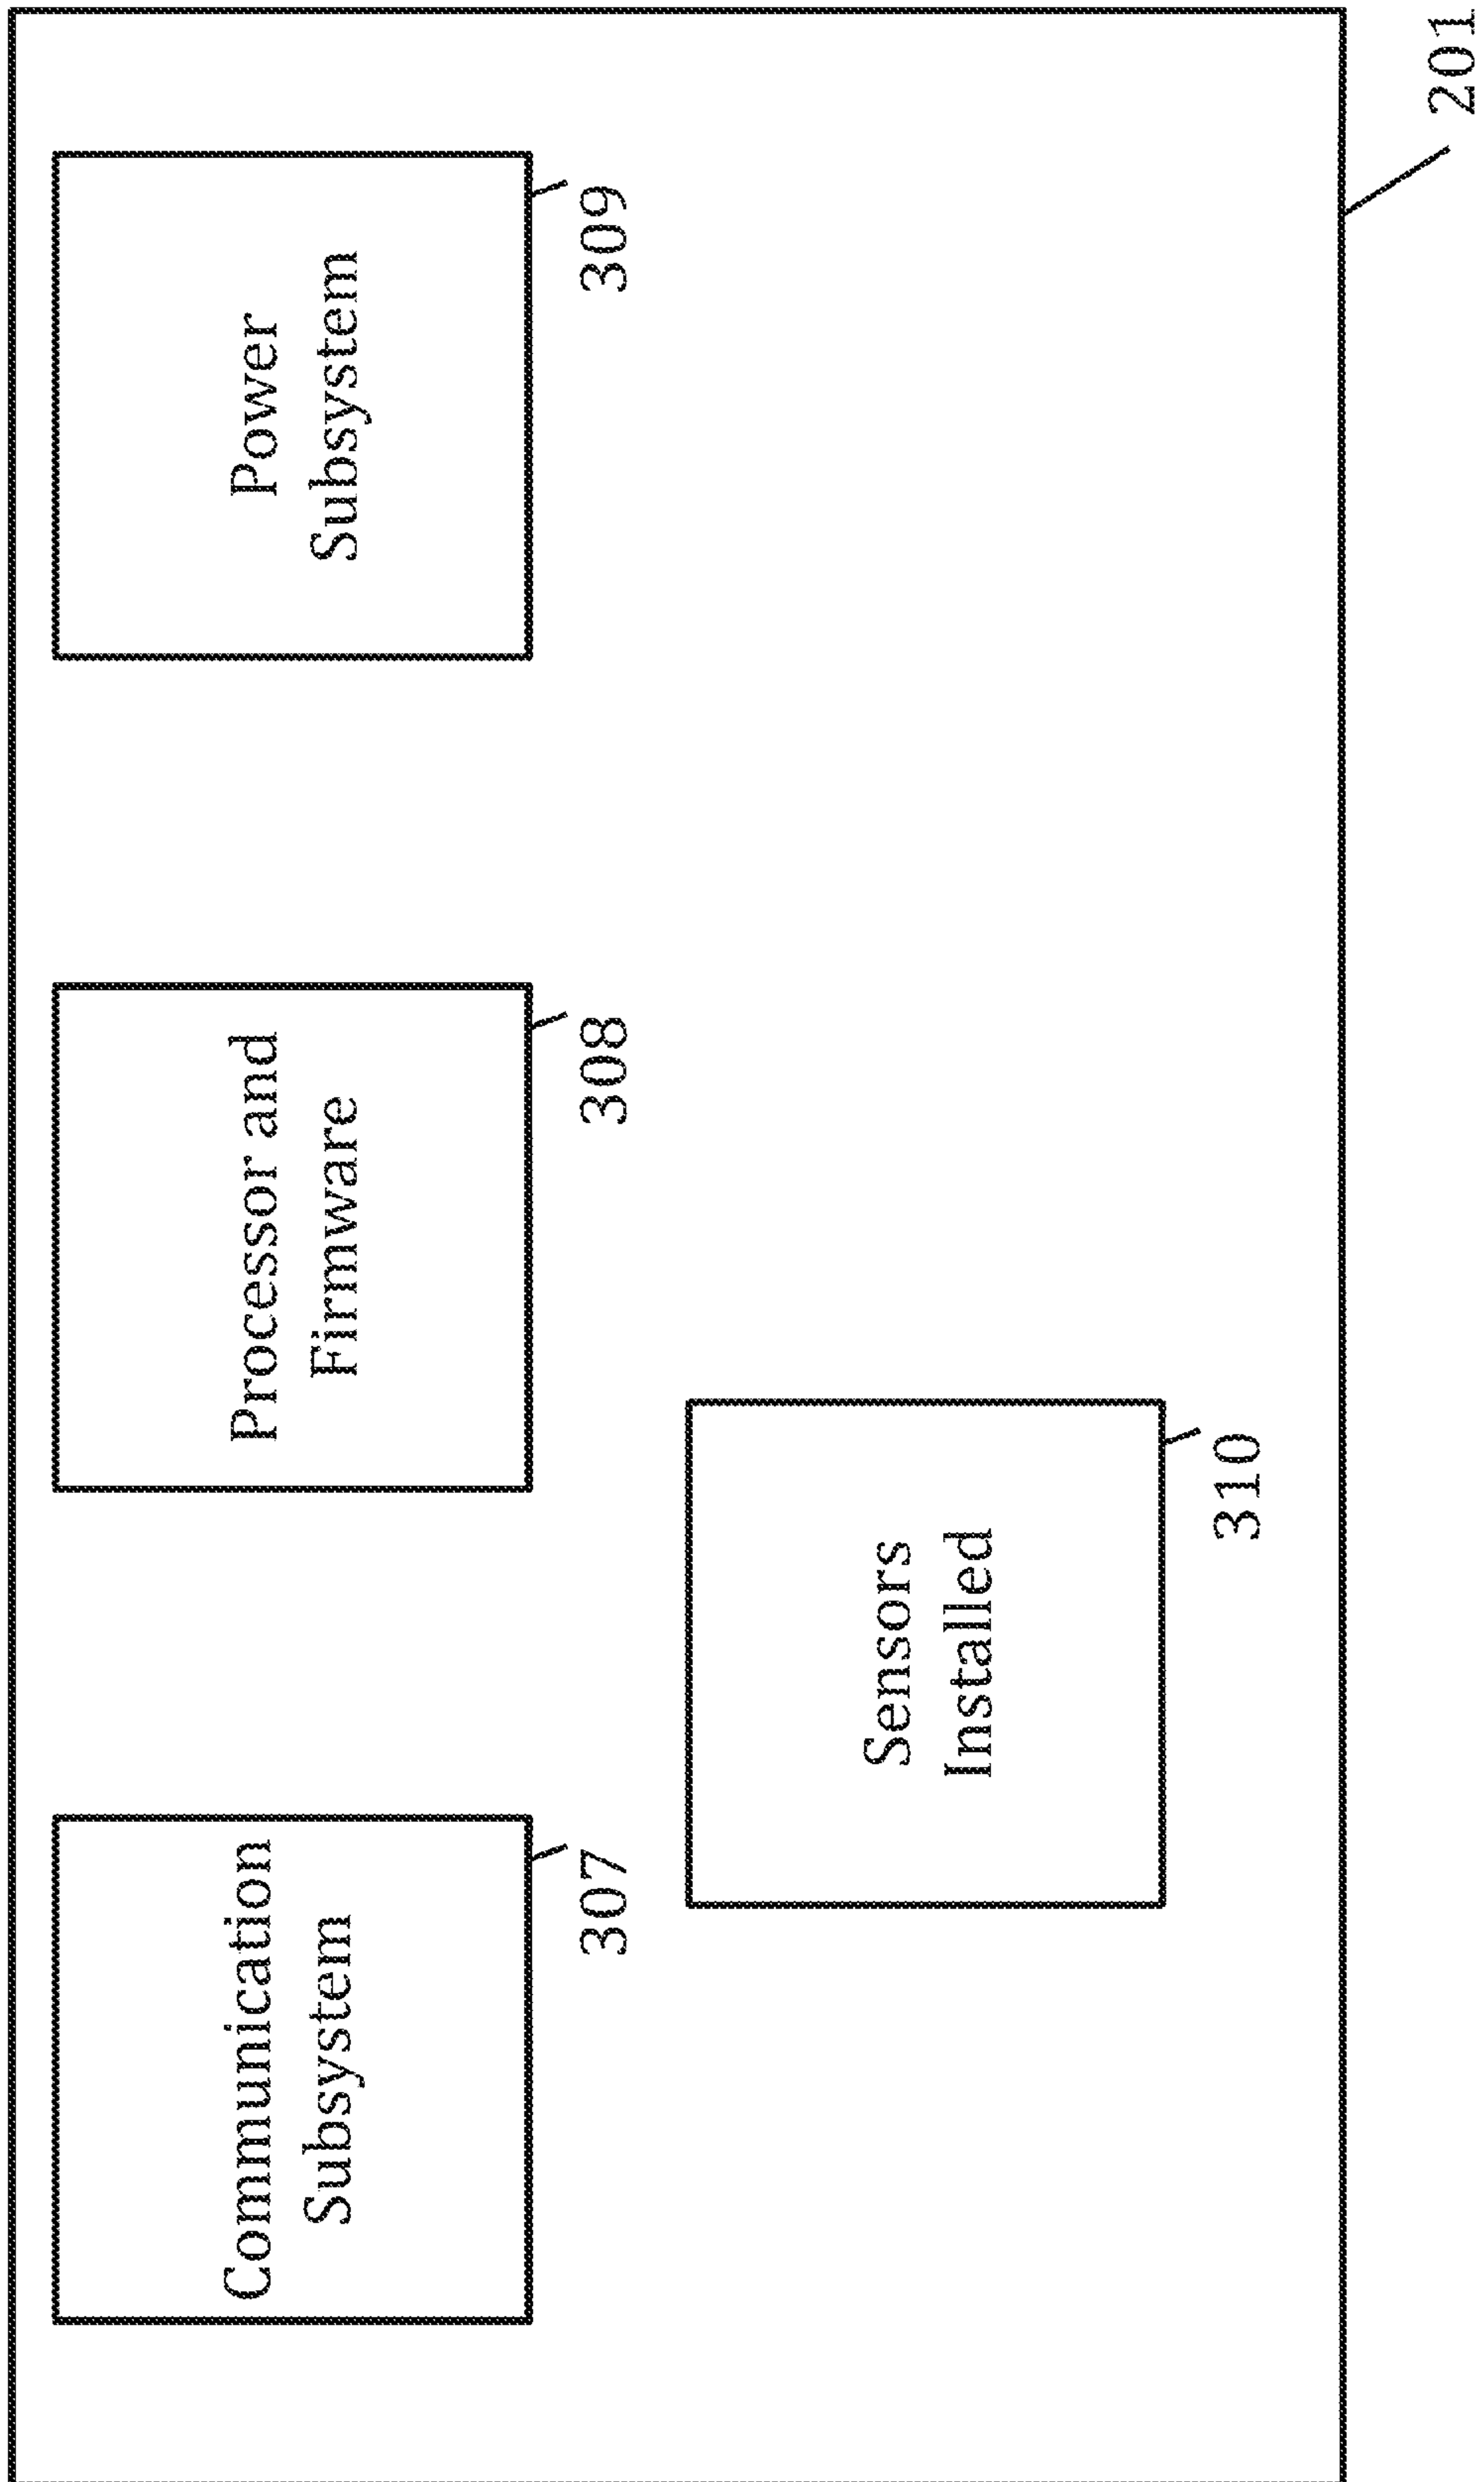 Communication
Subsystem
307
Processor and
Firmware
308
Power
Subsystem
309
Sensors
Installed
310
201